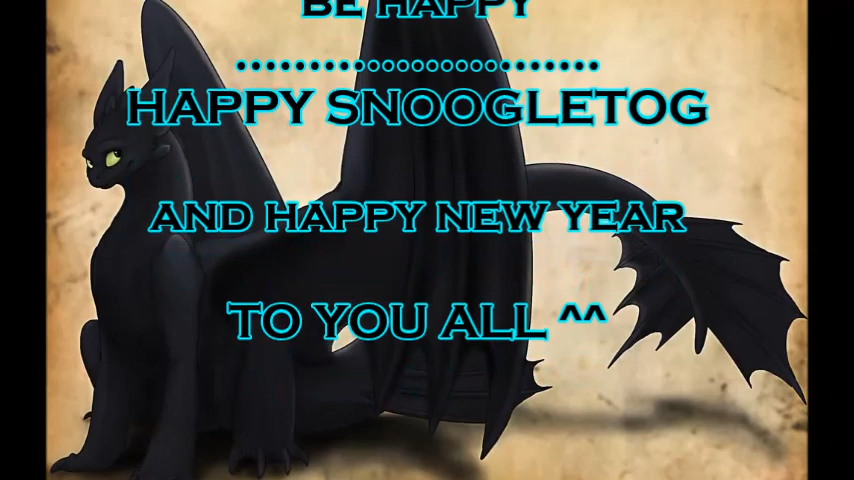 BE HAPPY
.........................
HAPPY SNOOGLETOG
AND HAPPY NEW YEAR
TO YOU ALL ^^